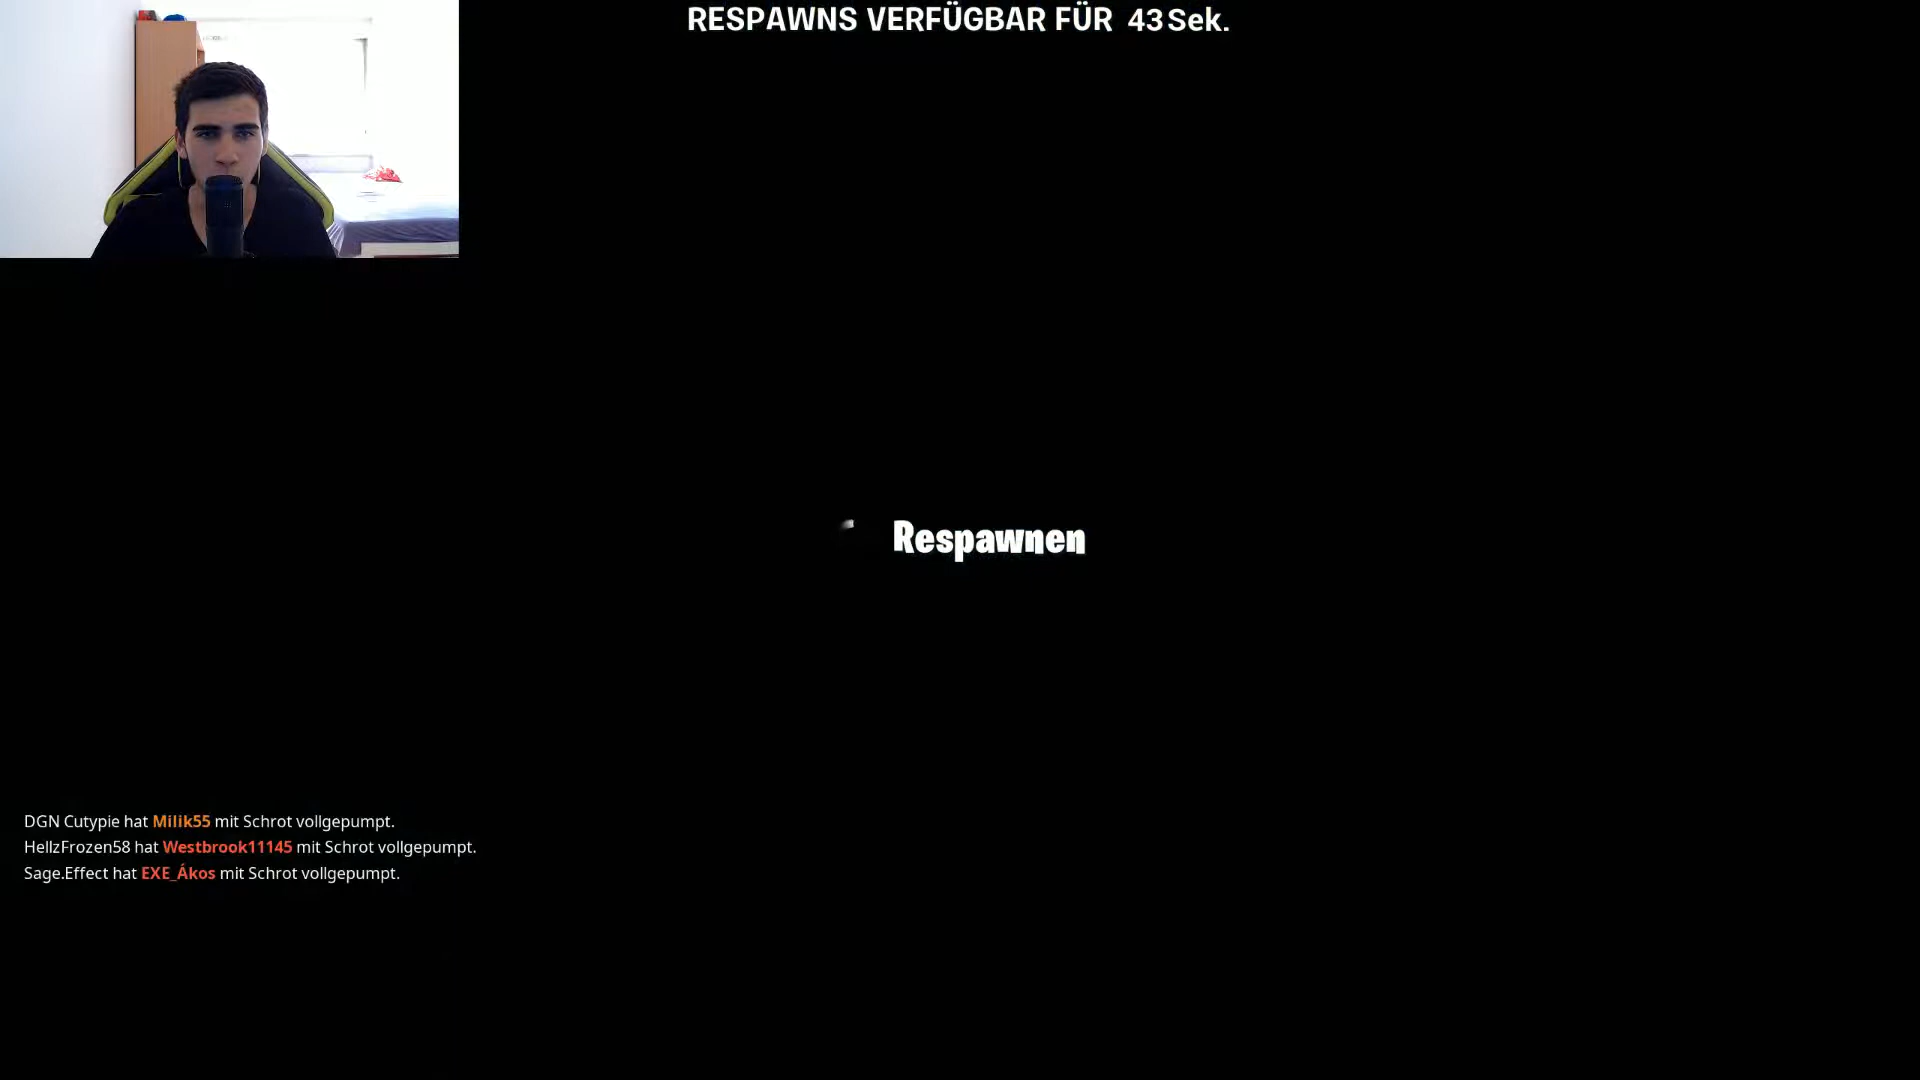 RESPAWNS VERFÜGBAR FÜR 43 Sek.
Respawnen
DGN Cutypie hat Milik55 mit Schrot vollgepumpt.
HellzFrozen58 hat Westbrook11145 mit Schrot vollgepumpt.
Sage.Effect hat EXE_Ákos mit Schrot vollgepumpt.